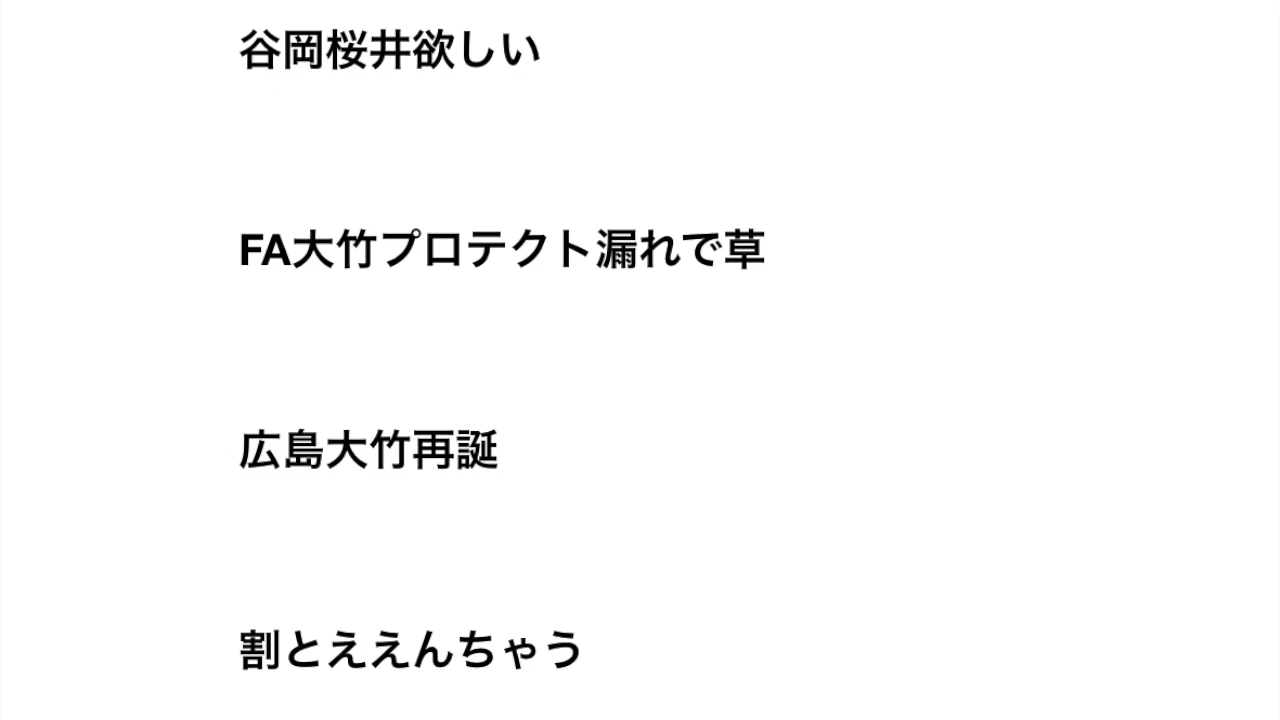 谷岡桜井欲しい
FA大竹プロテクト漏れで草
広島大竹再誕
割とええんちゃう